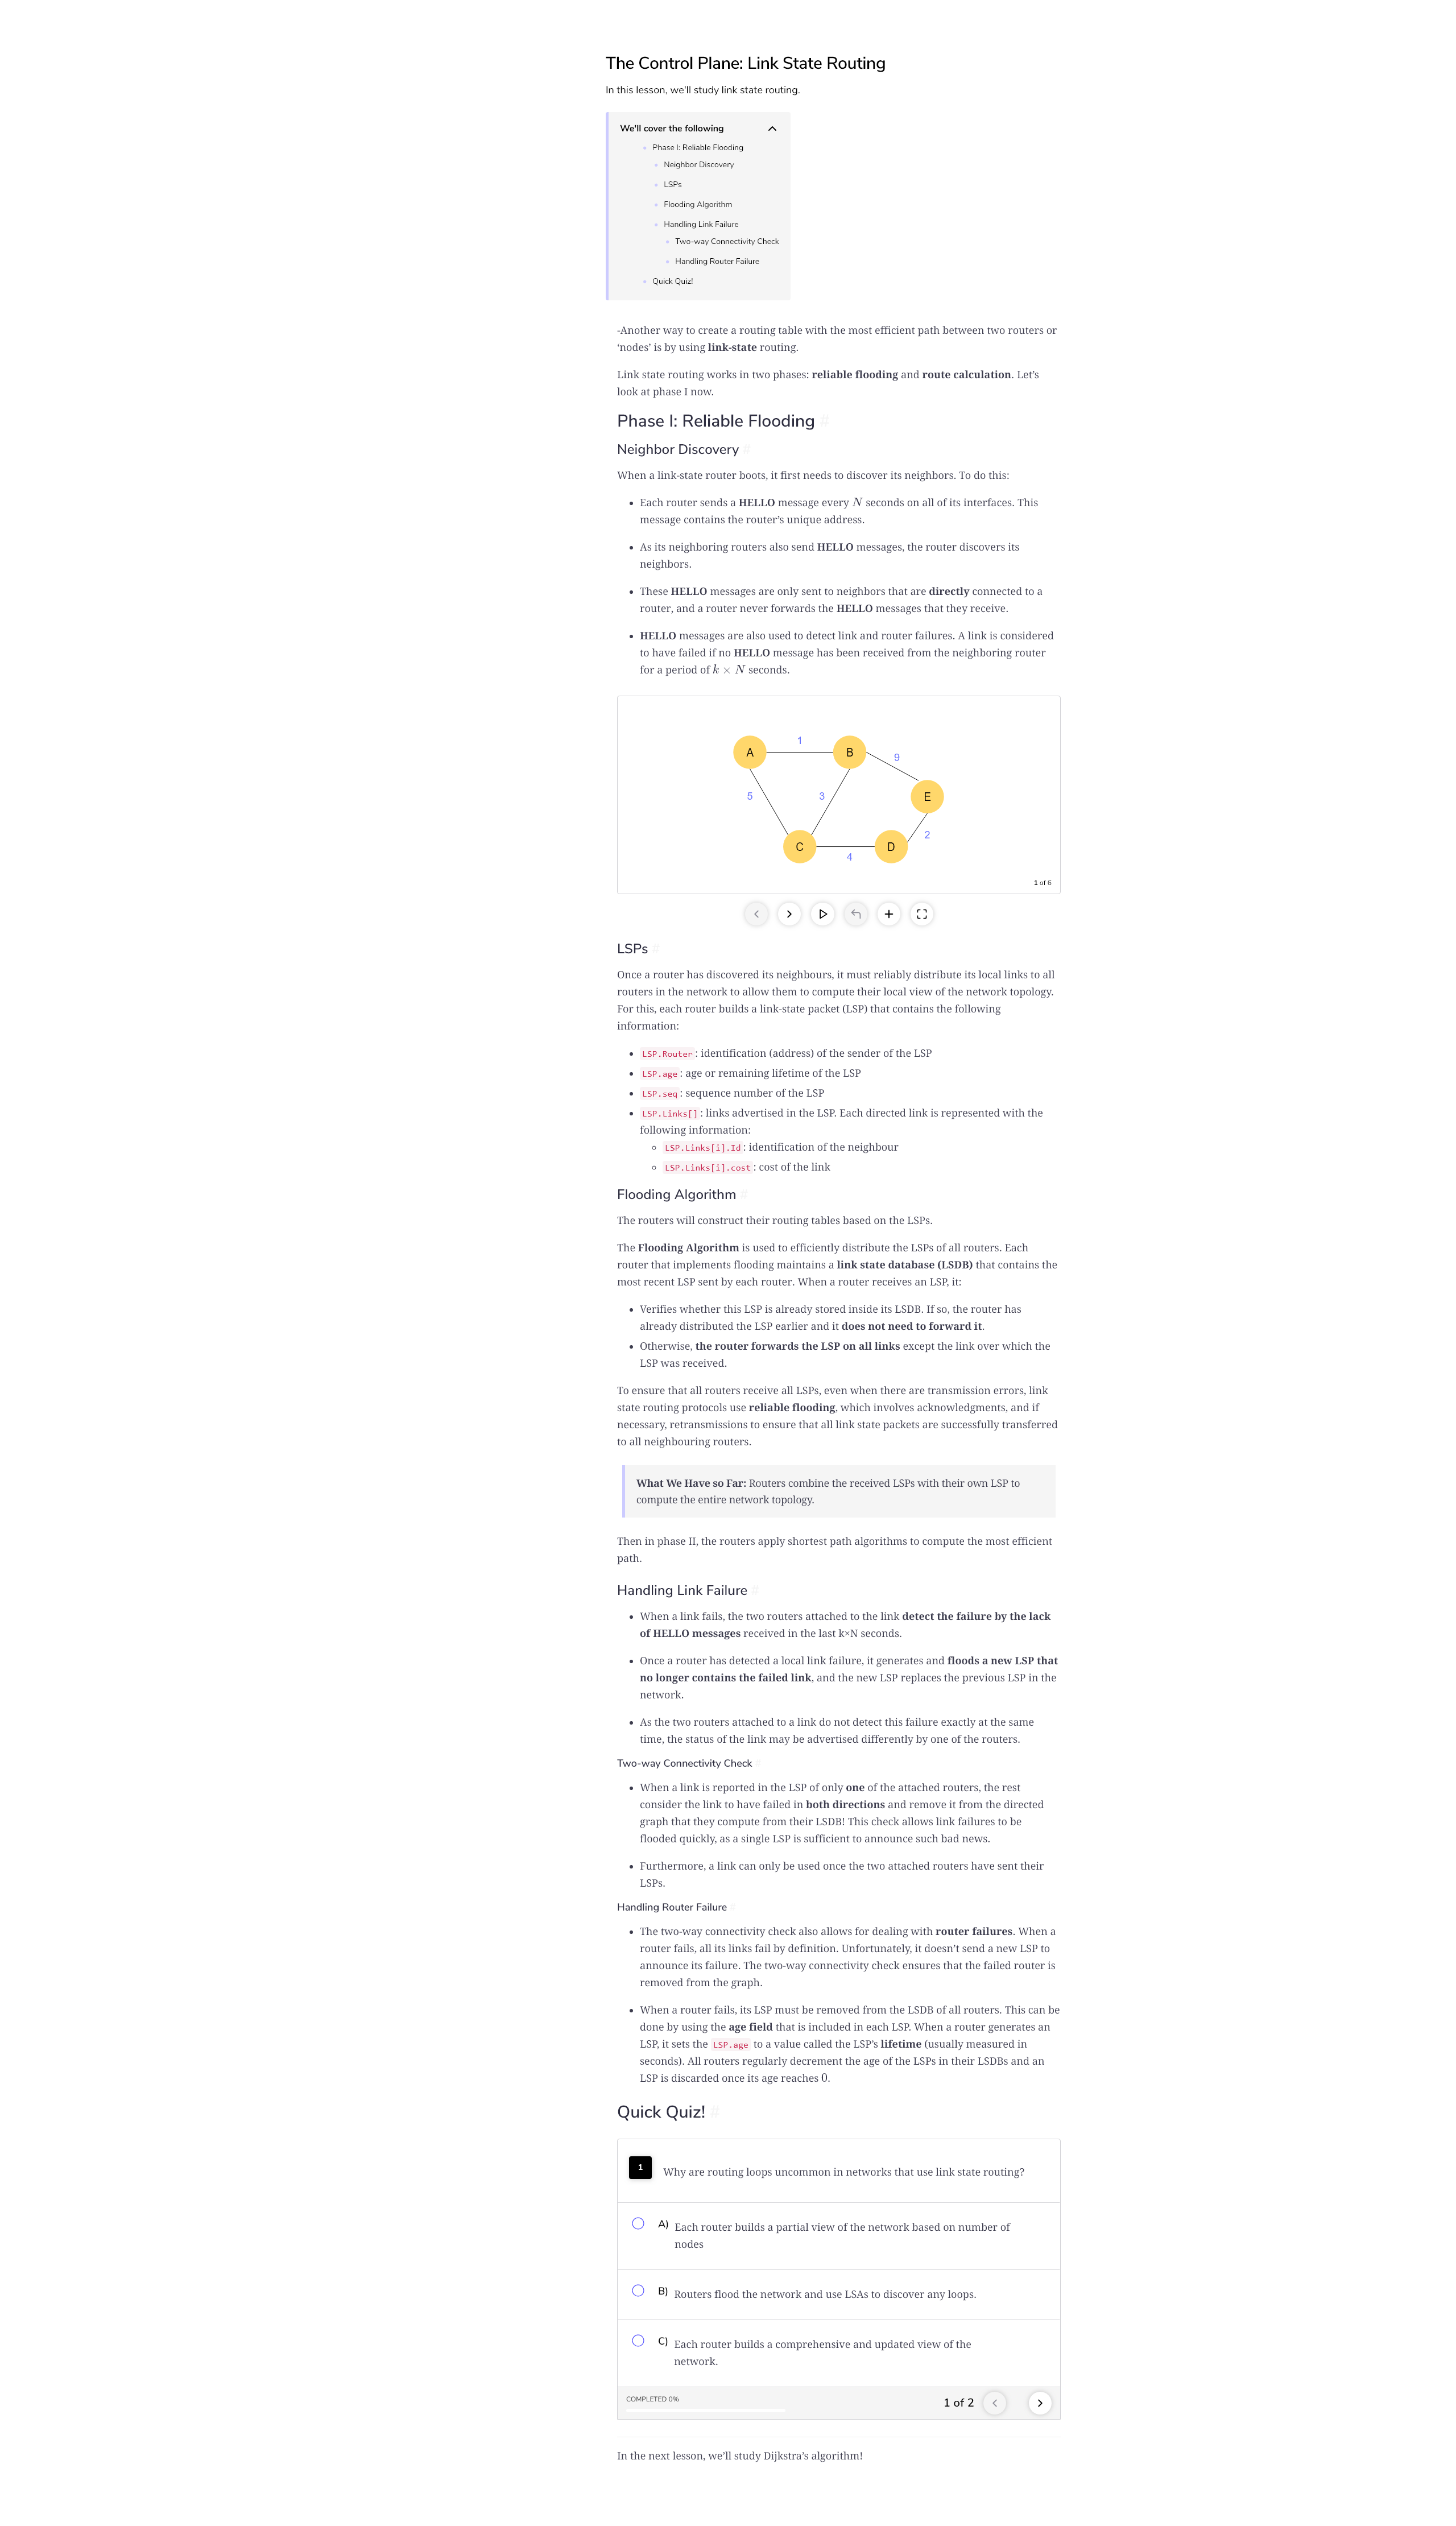 The Control Plane: Link State Routing
In this lesson, we'll study link state routing.
We'll cover the following
Phase I: Reliable Flooding
Neighbor Discovery
LSPs
Flooding Algorithm
Handling Link Failure
Two-way Connectivity Check
Handling Router Failure
Quick Quiz!
-Another way to create a routing table with the most efficient path between two routers or
‘nodes’ is by using link-state routing.
Link state routing works in two phases: reliable flooding and route calculation. Let’s
look at phase I now.
Phase I: Reliable Flooding #
Neighbor Discovery #
When a link-state router boots, it first needs to discover its neighbors. To do this:
• Each router sends a HELLO message every N seconds on all of its interfaces. This
message contains the router’s unique address.
• As its neighboring routers also send HELLO messages, the router discovers its
neighbors.
• These HELLO messages are only sent to neighbors that are directly connected to a
router, and a router never forwards the HELLO messages that they receive.
• HELLO messages are also used to detect link and router failures. A link is considered
to have failed if no HELLO message has been received from the neighboring router
for a period of k × N seconds.
A
1
B
9
5
3
E
2
C
D
4
1 of 6
LSPs #
Once a router has discovered its neighbours, it must reliably distribute its local links to all
routers in the network to allow them to compute their local view of the network topology.
For this, each router builds a link-state packet (LSP) that contains the following
information:
• LSP.Router: identification (address) of the sender of the LSP
• LSP.age: age or remaining lifetime of the LSP
• LSP.seq: sequence number of the LSP
• LSP.Links[]: links advertised in the LSP. Each directed link is represented with the
following information:
◦ LSP.Links[i].Id: identification of the neighbour
◦ LSP.Links[i].cost: cost of the link
Flooding Algorithm #
The routers will construct their routing tables based on the LSPs.
The Flooding Algorithm is used to efficiently distribute the LSPs of all routers. Each
router that implements flooding maintains a link state database (LSDB) that contains the
most recent LSP sent by each router. When a router receives an LSP, it:
• Verifies whether this LSP is already stored inside its LSDB. If so, the router has
already distributed the LSP earlier and it does not need to forward it.
• Otherwise, the router forwards the LSP on all links except the link over which the
LSP was received.
To ensure that all routers receive all LSPs, even when there are transmission errors, link
state routing protocols use reliable flooding, which involves acknowledgments, and if
necessary, retransmissions to ensure that all link state packets are successfully transferred
to all neighbouring routers.
What We Have so Far: Routers combine the received LSPs with their own LSP to
compute the entire network topology.
Then in phase II, the routers apply shortest path algorithms to compute the most efficient
path.
Handling Link Failure #
• When a link fails, the two routers attached to the link detect the failure by the lack
of HELLO messages received in the last k×N seconds.
• Once a router has detected a local link failure, it generates and floods a new LSP that
no longer contains the failed link, and the new LSP replaces the previous LSP in the
network.
• As the two routers attached to a link do not detect this failure exactly at the same
time, the status of the link may be advertised differently by one of the routers.
Two-way Connectivity Check #
• When a link is reported in the LSP of only one of the attached routers, the rest
consider the link to have failed in both directions and remove it from the directed
graph that they compute from their LSDB! This check allows link failures to be
flooded quickly, as a single LSP is sufficient to announce such bad news.
• Furthermore, a link can only be used once the two attached routers have sent their
LSPs.
Handling Router Failure #
• The two-way connectivity check also allows for dealing with router failures. When a
router fails, all its links fail by definition. Unfortunately, it doesn’t send a new LSP to
announce its failure. The two-way connectivity check ensures that the failed router is
removed from the graph.
• When a router fails, its LSP must be removed from the LSDB of all routers. This can be
done by using the age field that is included in each LSP. When a router generates an
LSP, it sets the LSP.age to a value called the LSP’s lifetime (usually measured in
seconds). All routers regularly decrement the age of the LSPs in their LSDBs and an
LSP is discarded once its age reaches 0.
Quick Quiz! #
1
Why are routing loops uncommon in networks that use link state routing?
A) Each router builds a partial view of the network based on number of
nodes
B) Routers flood the network and use LSAs to discover any loops.
C) Each router builds a comprehensive and updated view of the
network.
COMPLETED 0%
1 of 2
In the next lesson, we’ll study Dijkstra’s algorithm!